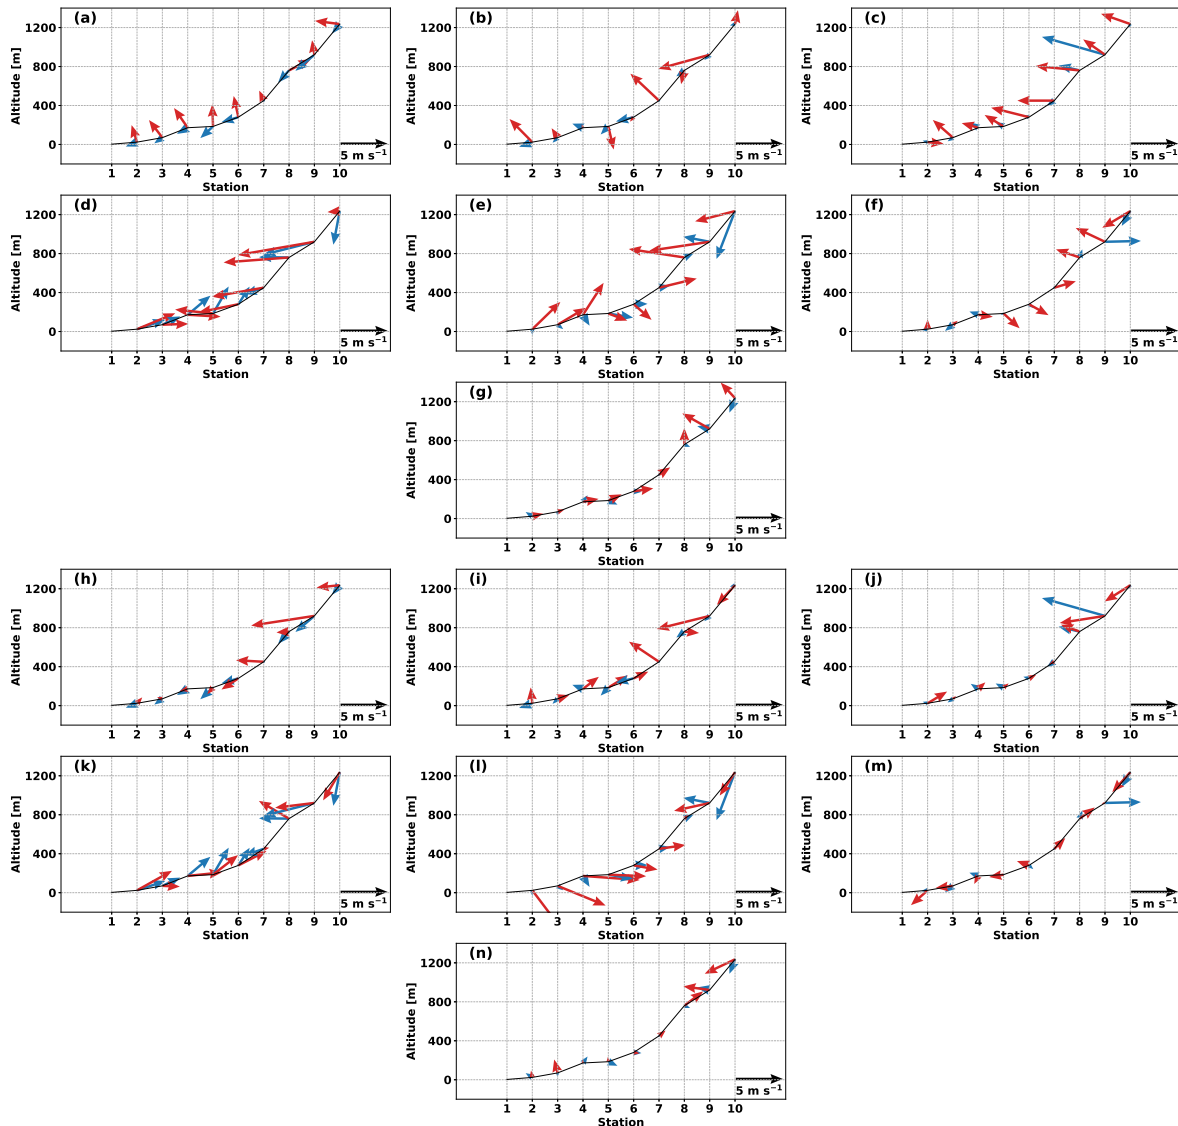 (a) (b) (c)
1200 1200 1200
800 800 800
400 400 400
0 0 0
Altitude [m] Altitude [m] Altitude [m]
5 m s⁻¹ 5 m s⁻¹ 5 m s⁻¹
1 2 3 4 5 6 7 8 9 10 1 2 3 4 5 6 7 8 9 10 1 2 3 4 5 6 7 8 9 10
Station Station Station
(d) (e) (f)
1200 1200 1200
800 800 800
400 400 400
0 0 0
Altitude [m] Altitude [m] Altitude [m]
5 m s⁻¹ 5 m s⁻¹ 5 m s⁻¹
1 2 3 4 5 6 7 8 9 10 1 2 3 4 5 6 7 8 9 10 1 2 3 4 5 6 7 8 9 10
Station Station Station
(g)
1200
800
400
0
Altitude [m]
5 m s⁻¹
1 2 3 4 5 6 7 8 9 10
Station
(h) (i) (j)
1200 1200 1200
800 800 800
400 400 400
0 0 0
Altitude [m] Altitude [m] Altitude [m]
5 m s⁻¹ 5 m s⁻¹ 5 m s⁻¹
1 2 3 4 5 6 7 8 9 10 1 2 3 4 5 6 7 8 9 10 1 2 3 4 5 6 7 8 9 10
Station Station Station
(k) (l) (m)
1200 1200 1200
800 800 800
400 400 400
0 0 0
Altitude [m] Altitude [m] Altitude [m]
5 m s⁻¹ 5 m s⁻¹ 5 m s⁻¹
1 2 3 4 5 6 7 8 9 10 1 2 3 4 5 6 7 8 9 10 1 2 3 4 5 6 7 8 9 10
Station Station Station
(n)
1200
800
400
0
Altitude [m]
5 m s⁻¹
1 2 3 4 5 6 7 8 9 10
Station